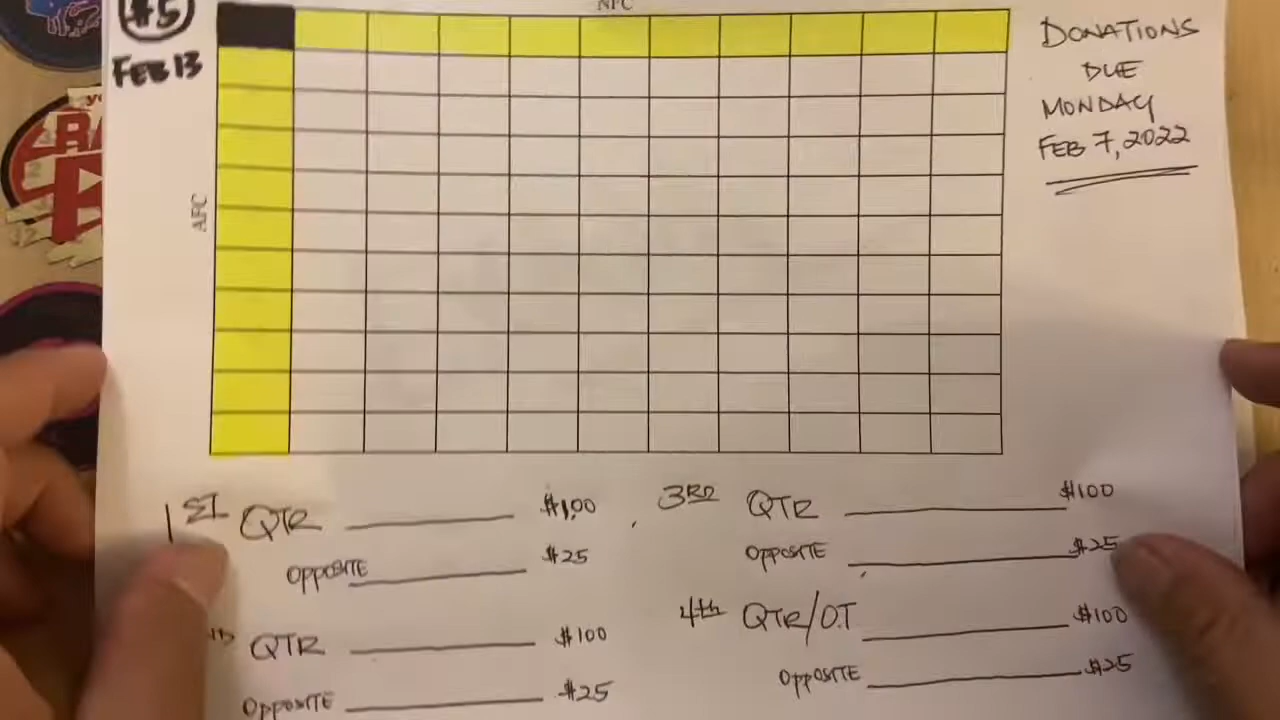 NFC
#5
FEB 13
AFC
DONATIONS
DUE
MONDAY
FEB 7, 2022
1ST QTR $100
OPPOSITE $25
QTR $100
OPPOSITE $25
3RD QTR $100
OPPOSITE $25
4th QTR/O.T $100
OPPOSITE $25